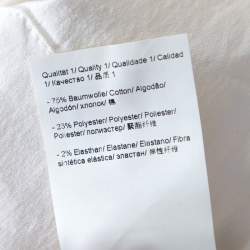 Qualität 1/ Quality 1/ Qualidade 1/ Calidad
1/ Качество 1/ 品质 1
- 75% Baumwolle/ Cotton/ Algodão/
Algodón/ хлопок/ 棉
- 23% Polyester/ Polyester/ Poliester/
Poliester/ полиэстер/ 聚酯纤维
- 2% Elasthan/ Elastane/ Elastano/ Fibra
sintética elástica/ эластан/ 弹性纤维